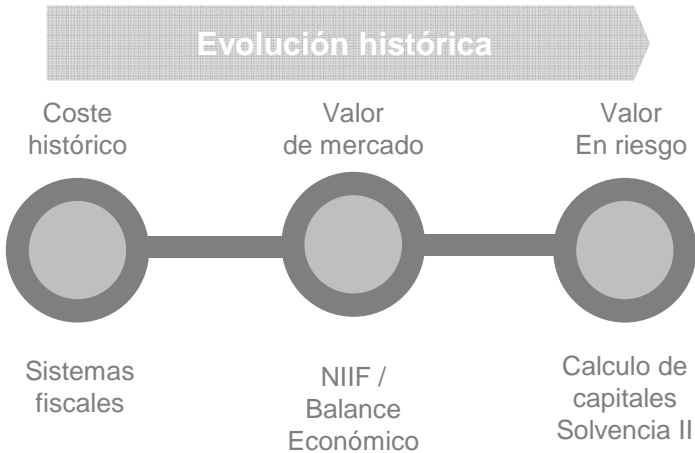 Evolución histórica
Coste
histórico
Valor
de mercado
Valor
En riesgo
Sistemas
fiscales
NIIF /
Balance
Económico
Calculo de
capitales
Solvencia II